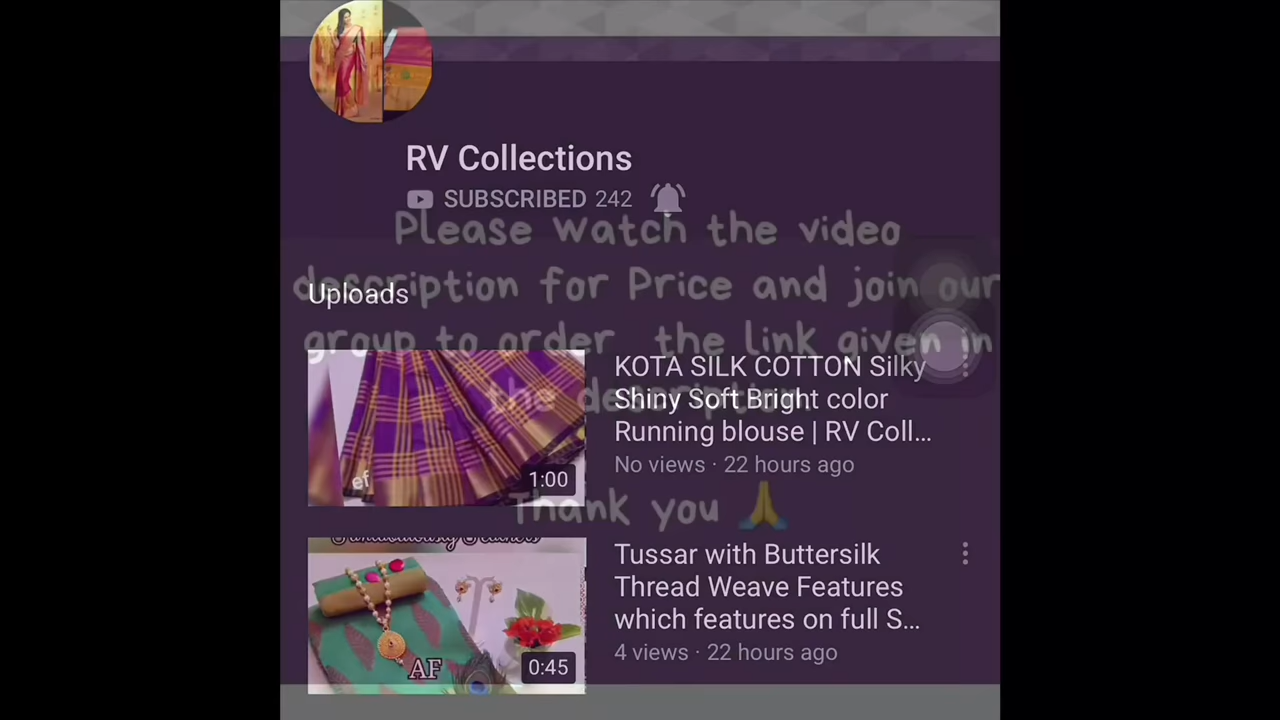 RV Collections
SUBSCRIBED 242
Please watch the video
description for Price and join our
Uploads
group to order the link given in
the description.
Thank you 🙏
KOTA SILK COTTON Silky
Shiny Soft Bright color
Running blouse | RV Coll...
No views · 22 hours ago
ef
1:00
Tussar with Buttersilk
Thread Weave Features
which features on full S...
4 views · 22 hours ago
AF
0:45